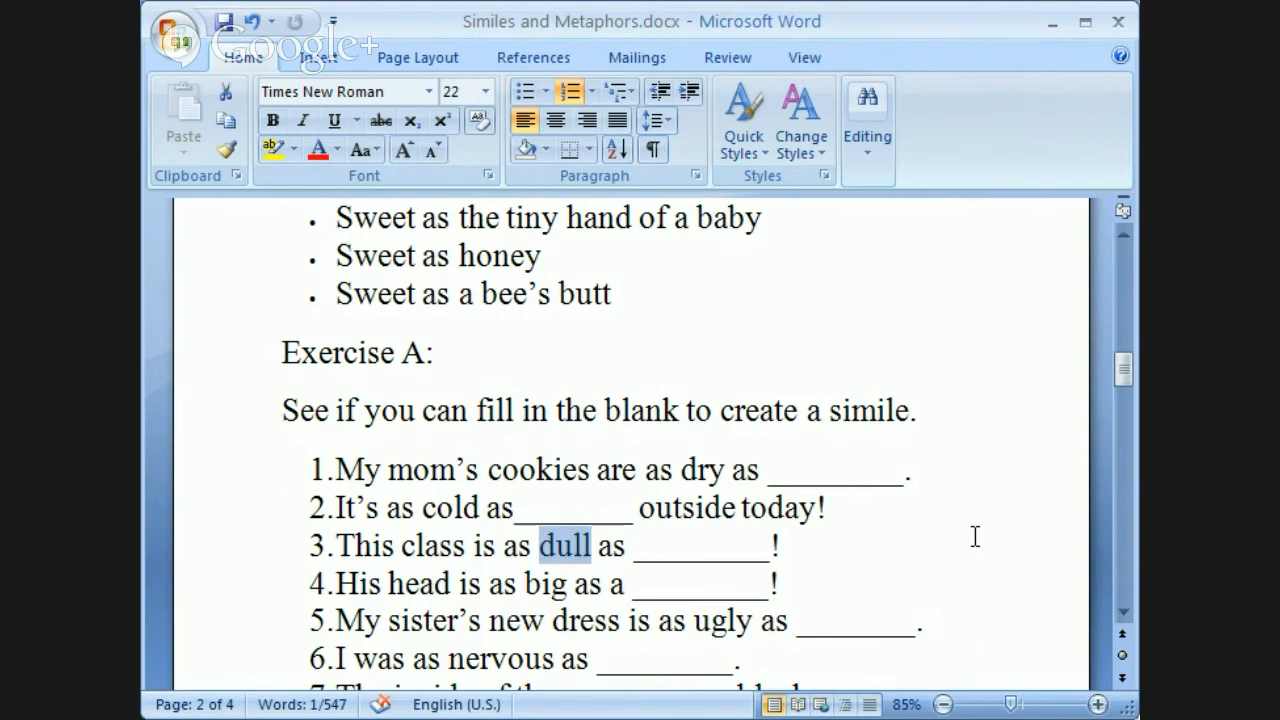 Similes and Metaphors.docx - Microsoft Word
Google+
Home Insert Page Layout References Mailings Review View
Times New Roman 22
Paste
Quick Styles
Change Styles
Editing
Clipboard Font Paragraph Styles
• Sweet as the tiny hand of a baby
• Sweet as honey
• Sweet as a bee's butt
Exercise A:
See if you can fill in the blank to create a simile.
1.My mom's cookies are as dry as _________.
2.It's as cold as________ outside today!
3.This class is as dull as _________!
4.His head is as big as a _________!
5.My sister's new dress is as ugly as ________.
6.I was as nervous as _________.
Page: 2 of 4 Words: 1/547 English (U.S.) 85%